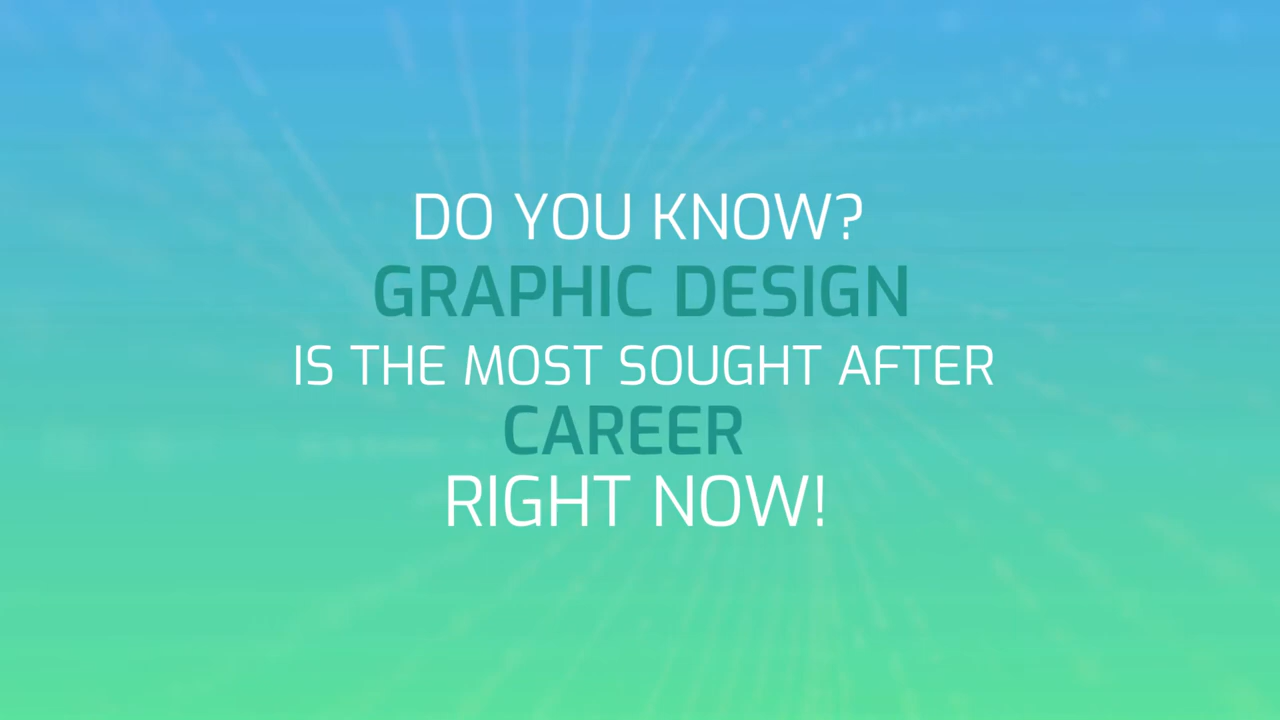 DO YOU KNOW?
GRAPHIC DESIGN
IS THE MOST SOUGHT AFTER
CAREER
RIGHT NOW!